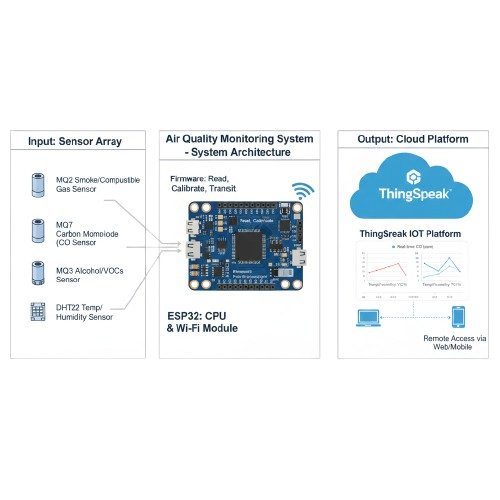 Input: Sensor Array
MQ2 Smoke/Compustible
Gas Sensor
MQ7
Carbon Momoiode
(CO Sensor
MQ3 Alcohol/VOCs
Sensor
DHT22 Temp/
Humidity Sensor
Air Quality Monitoring System
- System Architecture
Firmware: Read,
Calibrate, Transit
ESP32: CPU
& Wi-Fi Module
Output: Cloud Platform
ThingSpeak
ThingSreak IOT Platform
Remote Access via
Web/Mobile